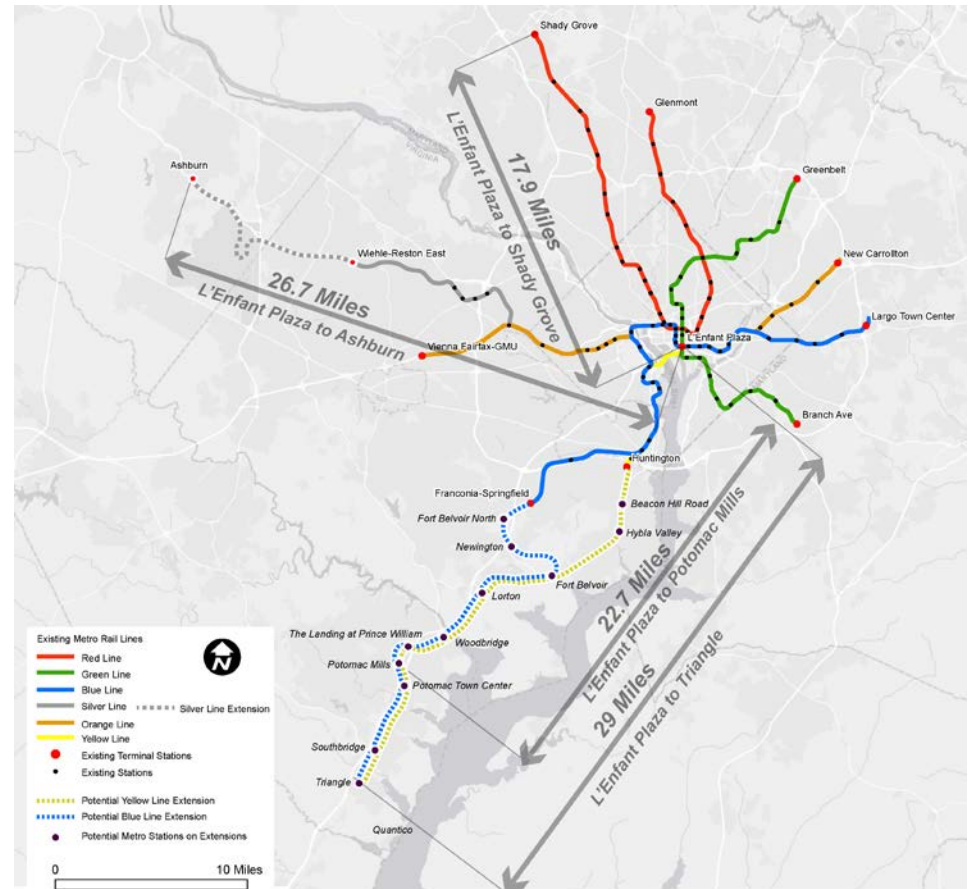 Shady Grove
Glenmont
Greenbelt
Ashburn
VIRGINIA
17.9 Miles
L'Enfant Plaza to Shady Grove
Wiehle-Reston East
New Carrollton
26.7 Miles
L'Enfant Plaza to Ashburn
Largo Town Center
L'Enfant Plaza
Vienna Fairfax-GMU
MARYLAND
Branch Ave
Huntington
Franconia-Springfield
Beacon Hill Road
Fort Belvoir North
Hybla Valley
Newington
Fort Belvoir
Lorton
22.7 Miles
L'Enfant Plaza to Potomac Mills
29 Miles
L'Enfant Plaza to Triangle
The Landing at Prince William
Woodbridge
Potomac Mills
Potomac Town Center
Southbridge
Triangle
Quantico
Existing Metro Rail Lines
N
Red Line
Green Line
Blue Line
Silver Line
Silver Line Extension
Orange Line
Yellow Line
Existing Terminal Stations
Existing Stations
Potential Yellow Line Extension
Potential Blue Line Extension
Potential Metro Stations on Extensions
0 10 Miles